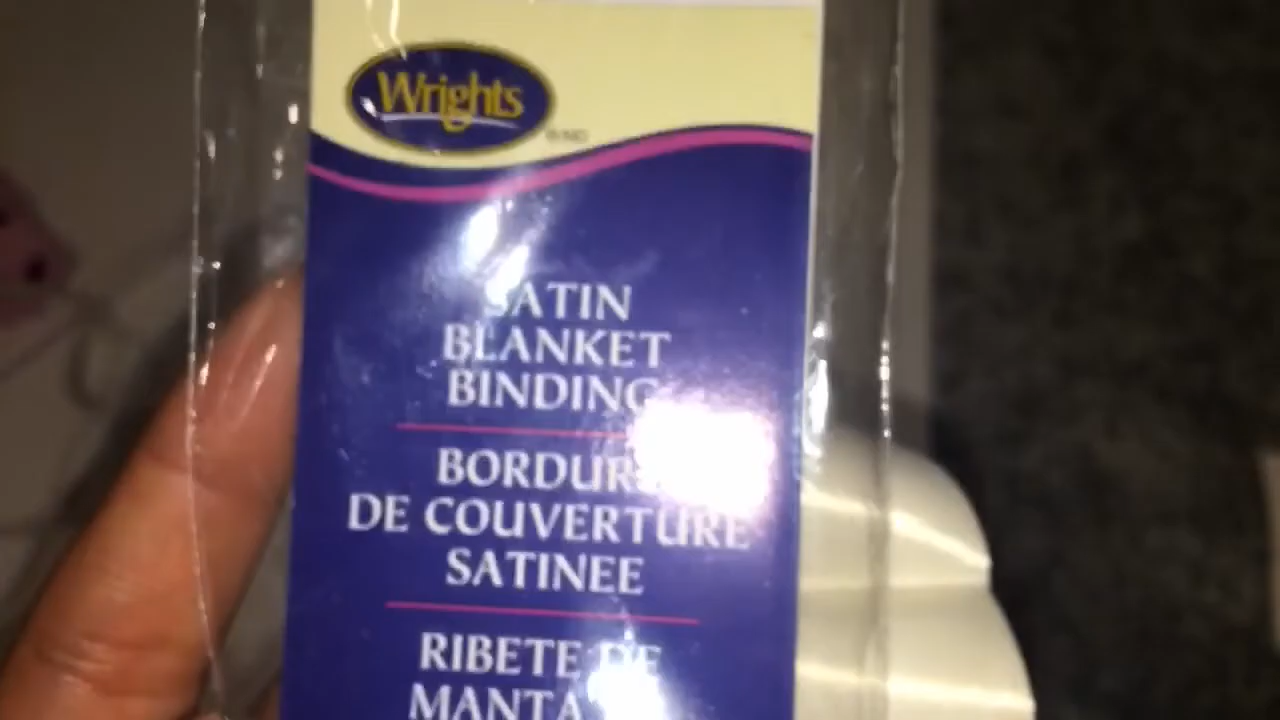 Wrights
SATIN
BLANKET
BINDING
BORDURE
DE COUVERTURE
SATINEE
RIBETE DE
MANTA